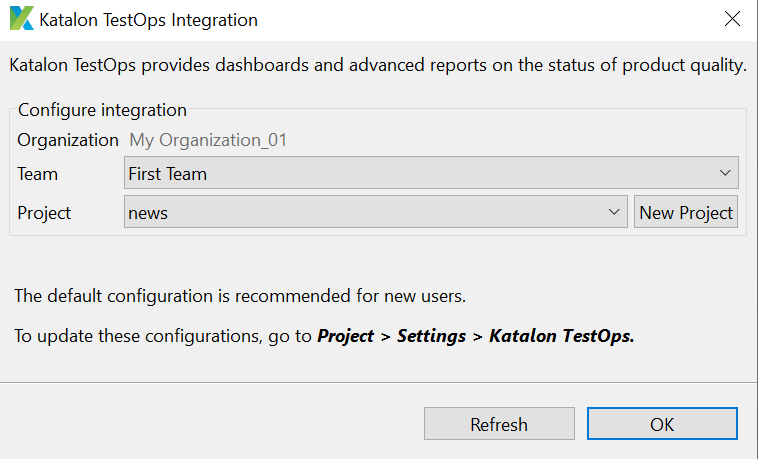 Katalon TestOps Integration
Katalon TestOps provides dashboards and advanced reports on the status of product quality.
Configure integration
Organization My Organization_01
Team First Team
Project news New Project
The default configuration is recommended for new users.
To update these configurations, go to Project > Settings > Katalon TestOps.
Refresh OK